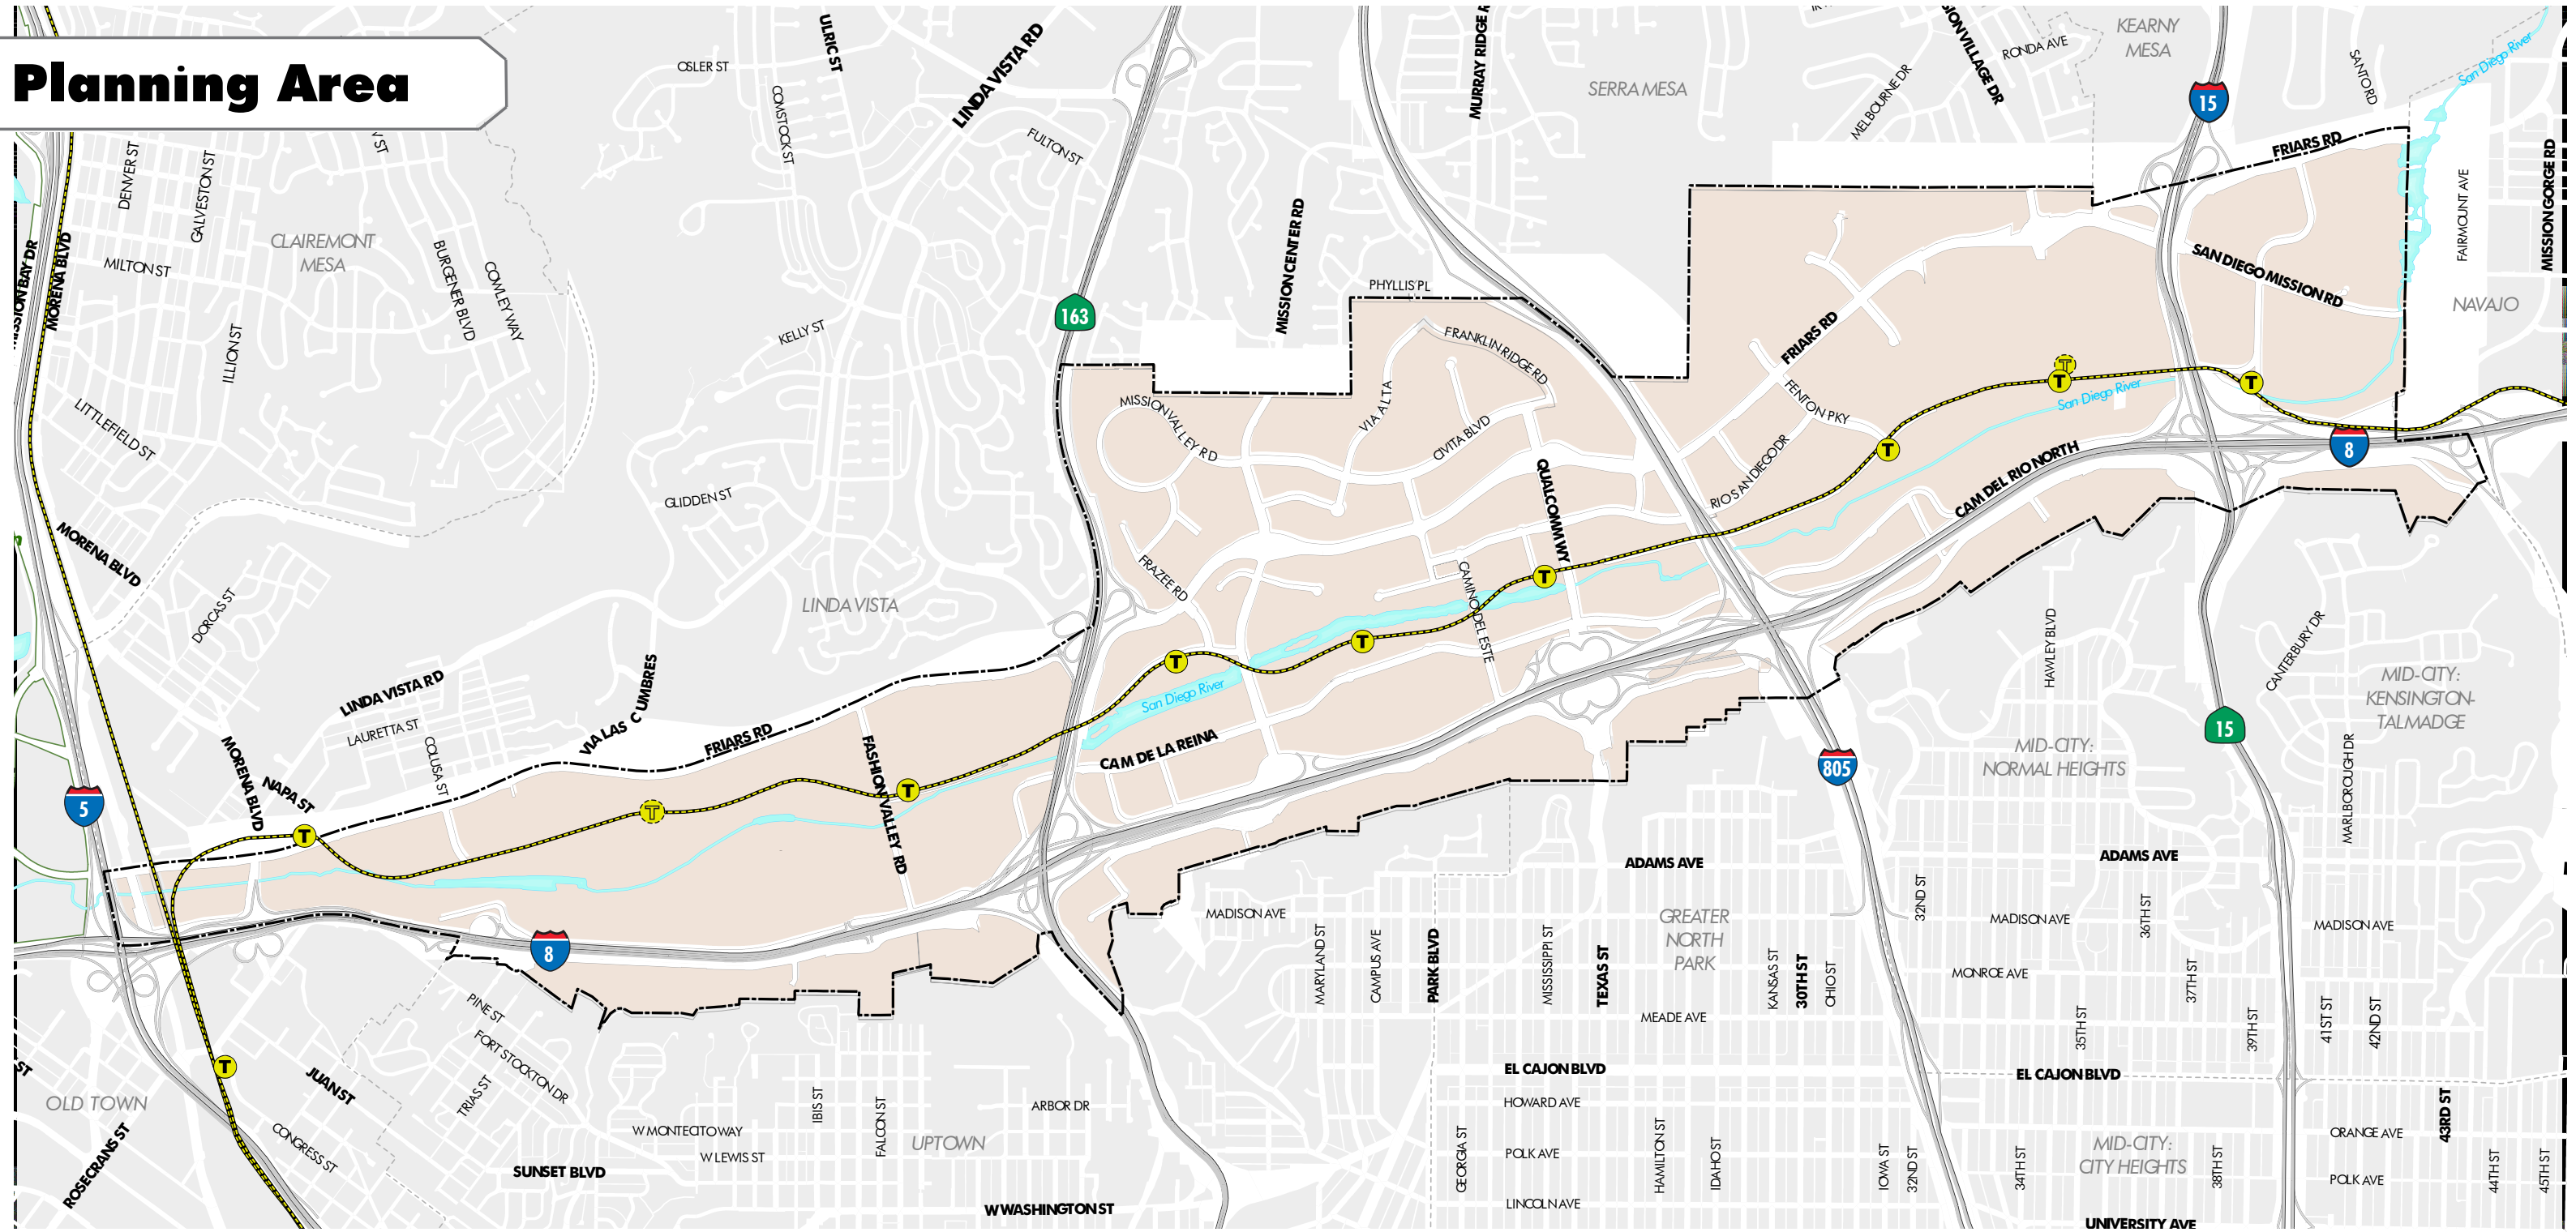 Planning Area
OSLER ST
ULRIC ST
LINDA VISTA RD
COMSTOCK ST
FULTON ST
MURRAY RIDGE R
SERRA MESA
MELBOURNE DR
RONDA AVE
KEARNY
MESA
15
SANTO RD
San Diego River
FRIARS RD
FAIRMOUNT AVE
MISSION GORGE RD
DENVER ST
GALVESTON ST
CLAIREMONT
MESA
MILTON ST
MORENA BLVD
BURGENER BLVD
COWLEY WAY
ILLION ST
LITTLEFIELD ST
KELLY ST
163
MISSION CENTER RD
PHYLLIS PL
FRANKLIN RIDGE RD
MISSION VALLEY RD
VIA ALTA
CIVITA BLVD
QUALCOMM WY
FRIARS RD
FENTON PKY
RIO SAN DIEGO DR
SAN DIEGO MISSION RD
NAVAJO
T
T
T
T
San Diego River
CAM DEL RIO NORTH
8
GLIDDEN ST
MORENA BLVD
DORCAS ST
LINDA VISTA
FRAZEE RD
CAMINO DEL ESTE
T
T
T
San Diego River
CAM DE LA REINA
HAWLEY BLVD
CANTERBURY DR
MID-CITY:
KENSINGTON-
TALMADGE
LINDA VISTA RD
LAURETTA ST
COLUSA ST
VIA LAS CUMBRES
FRIARS RD
FASHION VALLEY RD
T
T
T
MORENA BLVD
NAPA ST
5
805
15
MID-CITY:
NORMAL HEIGHTS
MARLBOROUGH DR
ADAMS AVE
ADAMS AVE
8
MADISON AVE
MARYLAND ST
CAMPUS AVE
PARK BLVD
MISSISSIPPI ST
TEXAS ST
GREATER
NORTH
PARK
KANSAS ST
30TH ST
OHIO ST
32ND ST
MADISON AVE
36TH ST
MADISON AVE
MONROE AVE
37TH ST
35TH ST
39TH ST
41ST ST
42ND ST
MEADE AVE
PINE ST
FORT STOCKTON DR
TRIAS ST
JUAN ST
T
OLD TOWN
ROSECRANS ST
CONGRESS ST
W MONTECITO WAY
W LEWIS ST
SUNSET BLVD
IBIS ST
FALCON ST
UPTOWN
ARBOR DR
W WASHINGTON ST
EL CAJON BLVD
EL CAJON BLVD
HOWARD AVE
GEORGIA ST
POLK AVE
LINCOLN AVE
HAMILTON ST
IDAHO ST
IOWA ST
32ND ST
34TH ST
MID-CITY:
CITY HEIGHTS
38TH ST
ORANGE AVE
POLK AVE
43RD ST
44TH ST
45TH ST
UNIVERSITY AVE